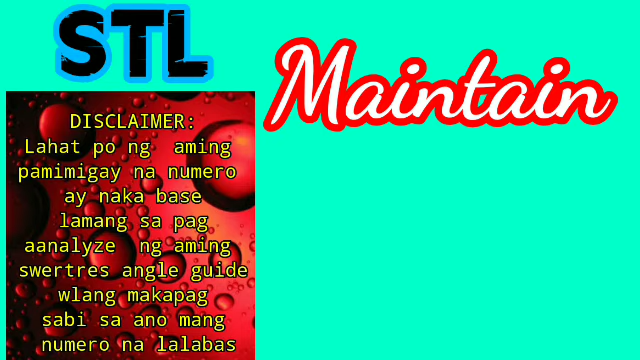 STL
Maintain
DISCLAIMER:
Lahat po ng aming
pamimigay na numero
ay naka base
lamang sa pag
aanalyze ng aming
swertres angle guide
wlang makapag
sabi sa ano mang
numero na lalabas